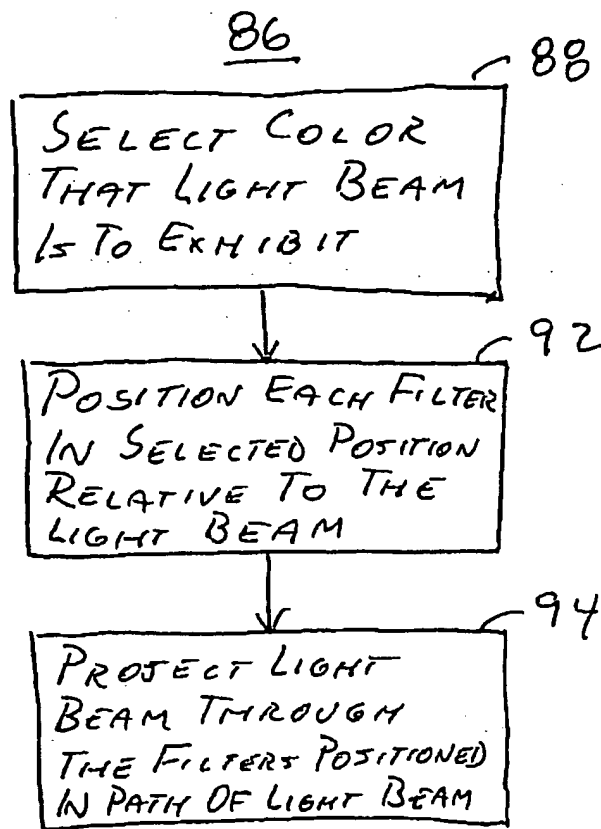 86
88
SELECT COLOR
THAT LIGHT BEAM
IS TO EXHIBIT
92
POSITION EACH FILTER
IN SELECTED POSITION
RELATIVE TO THE
LIGHT BEAM
94
PROJECT LIGHT
BEAM THROUGH
THE FILTERS POSITIONED
IN PATH OF LIGHT BEAM